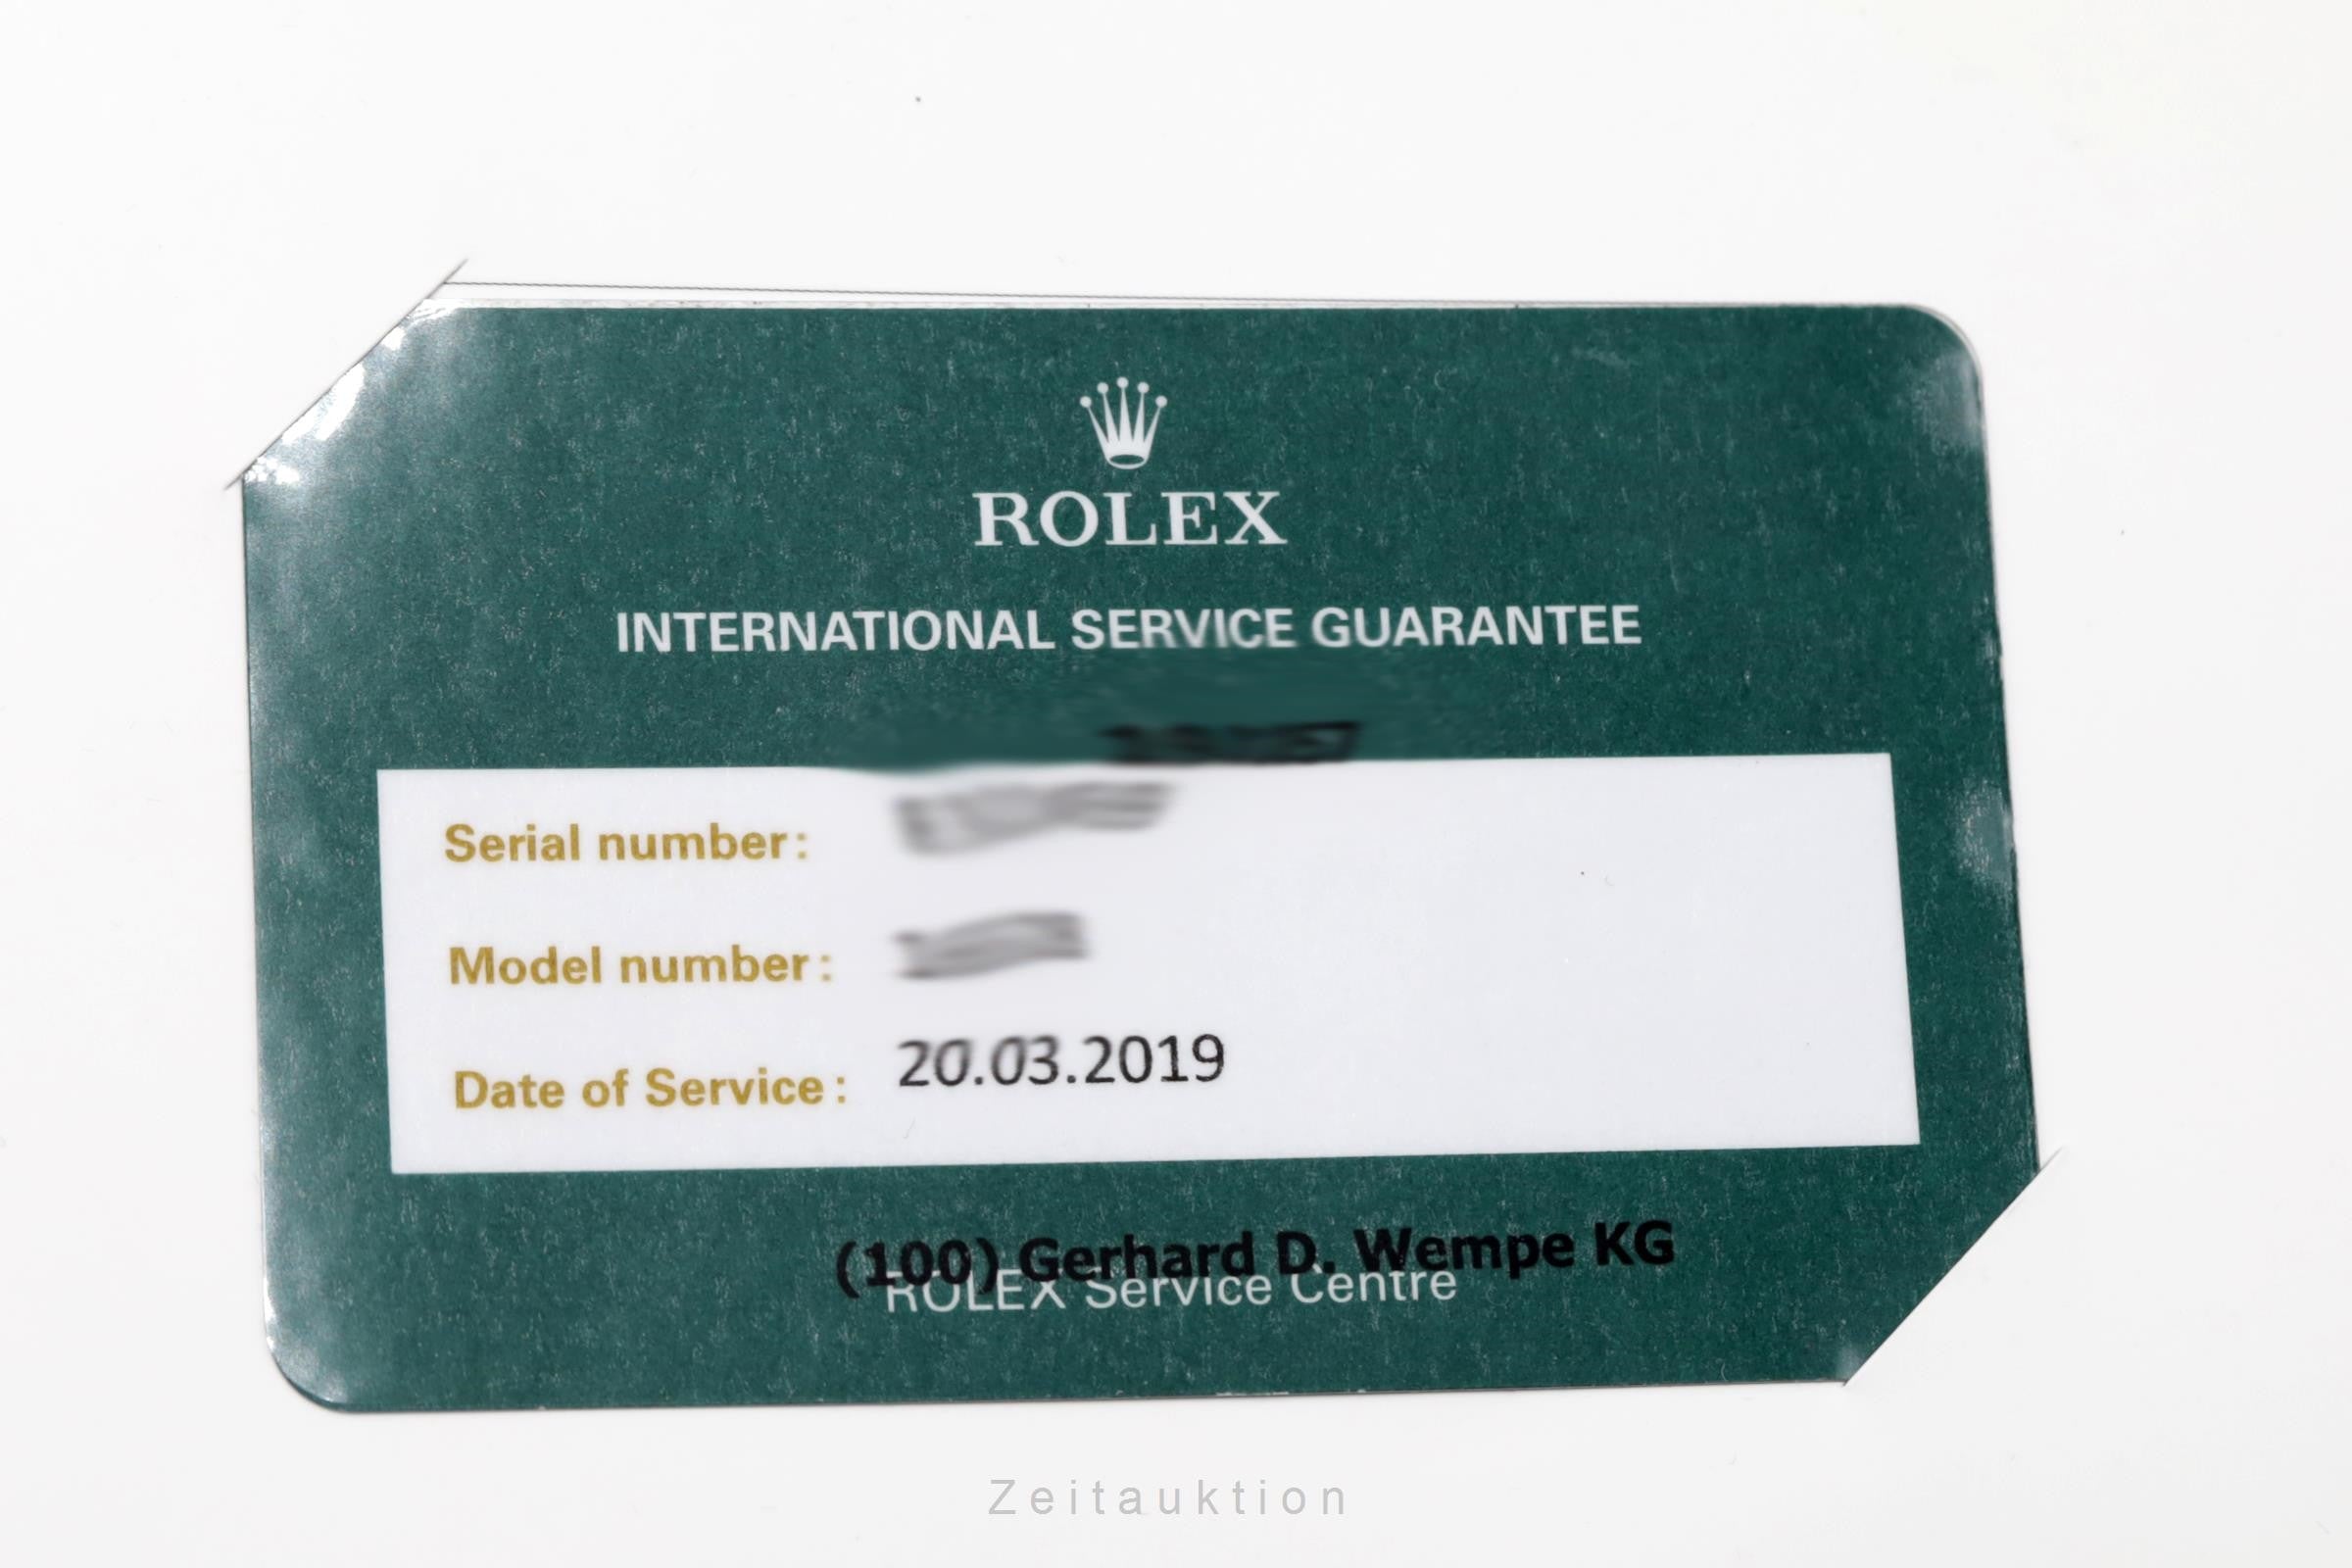 ROLEX
INTERNATIONAL SERVICE GUARANTEE
Serial number:
Model number:
Date of Service: 20.03.2019
(100) Gerhard D. Wempe KG
ROLEX Service Centre
Zeitauktion